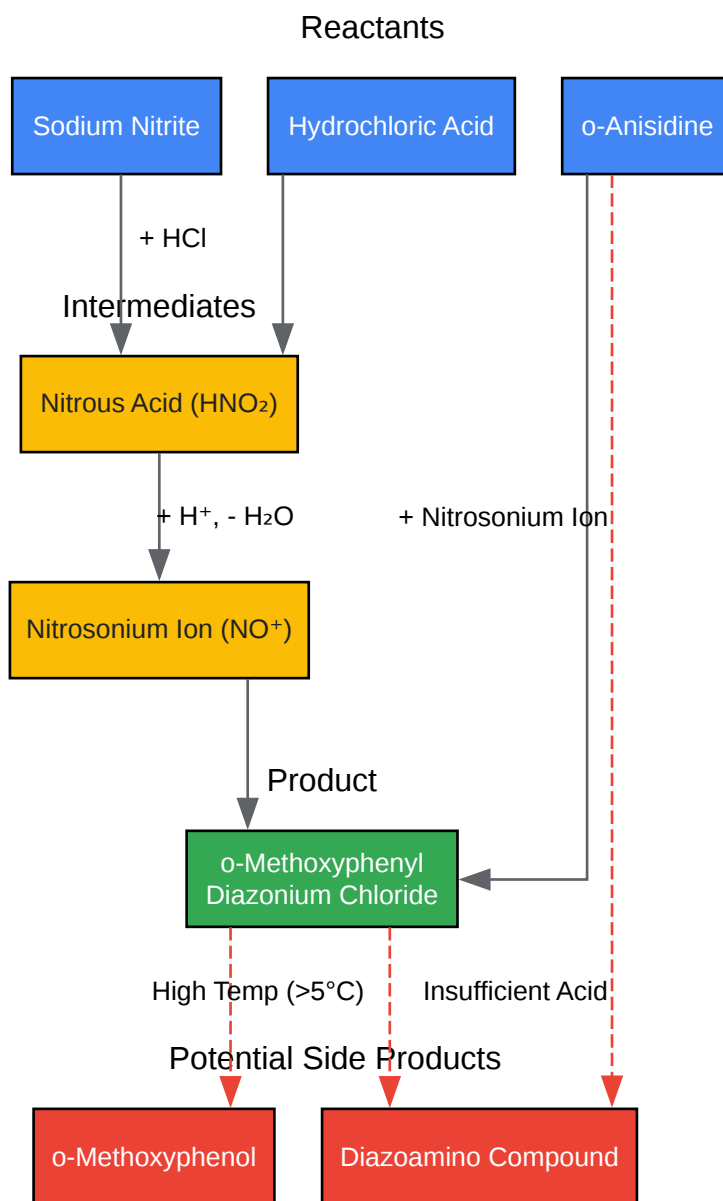 Reactants
Sodium Nitrite
Hydrochloric Acid
o-Anisidine
+ HCl
Intermediates
Nitrous Acid (HNO₂)
+ H⁺, - H₂O
+ Nitrosonium Ion
Nitrosonium Ion (NO⁺)
Product
o-Methoxyphenyl
Diazonium Chloride
High Temp (>5°C)
Insufficient Acid
Potential Side Products
o-Methoxyphenol
Diazoamino Compound